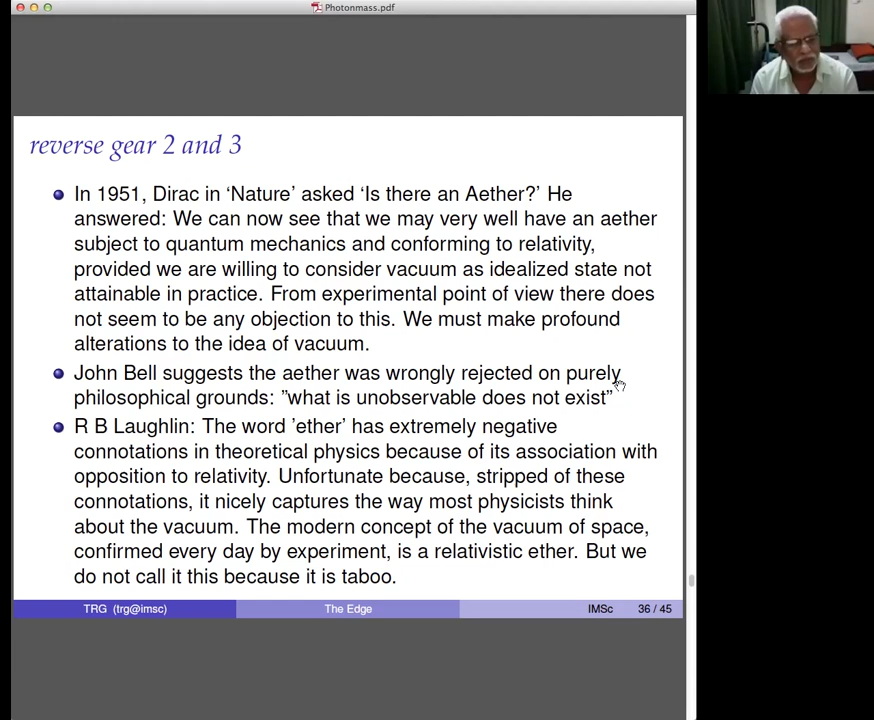 Photonmass.pdf
reverse gear 2 and 3
In 1951, Dirac in ‘Nature’ asked ‘Is there an Aether?’ He
answered: We can now see that we may very well have an aether
subject to quantum mechanics and conforming to relativity,
provided we are willing to consider vacuum as idealized state not
attainable in practice. From experimental point of view there does
not seem to be any objection to this. We must make profound
alterations to the idea of vacuum.
John Bell suggests the aether was wrongly rejected on purely
philosophical grounds: ”what is unobservable does not exist”
R B Laughlin: The word ’ether’ has extremely negative
connotations in theoretical physics because of its association with
opposition to relativity. Unfortunate because, stripped of these
connotations, it nicely captures the way most physicists think
about the vacuum. The modern concept of the vacuum of space,
confirmed every day by experiment, is a relativistic ether. But we
do not call it this because it is taboo.
TRG (trg@imsc) The Edge IMSc 36 / 45